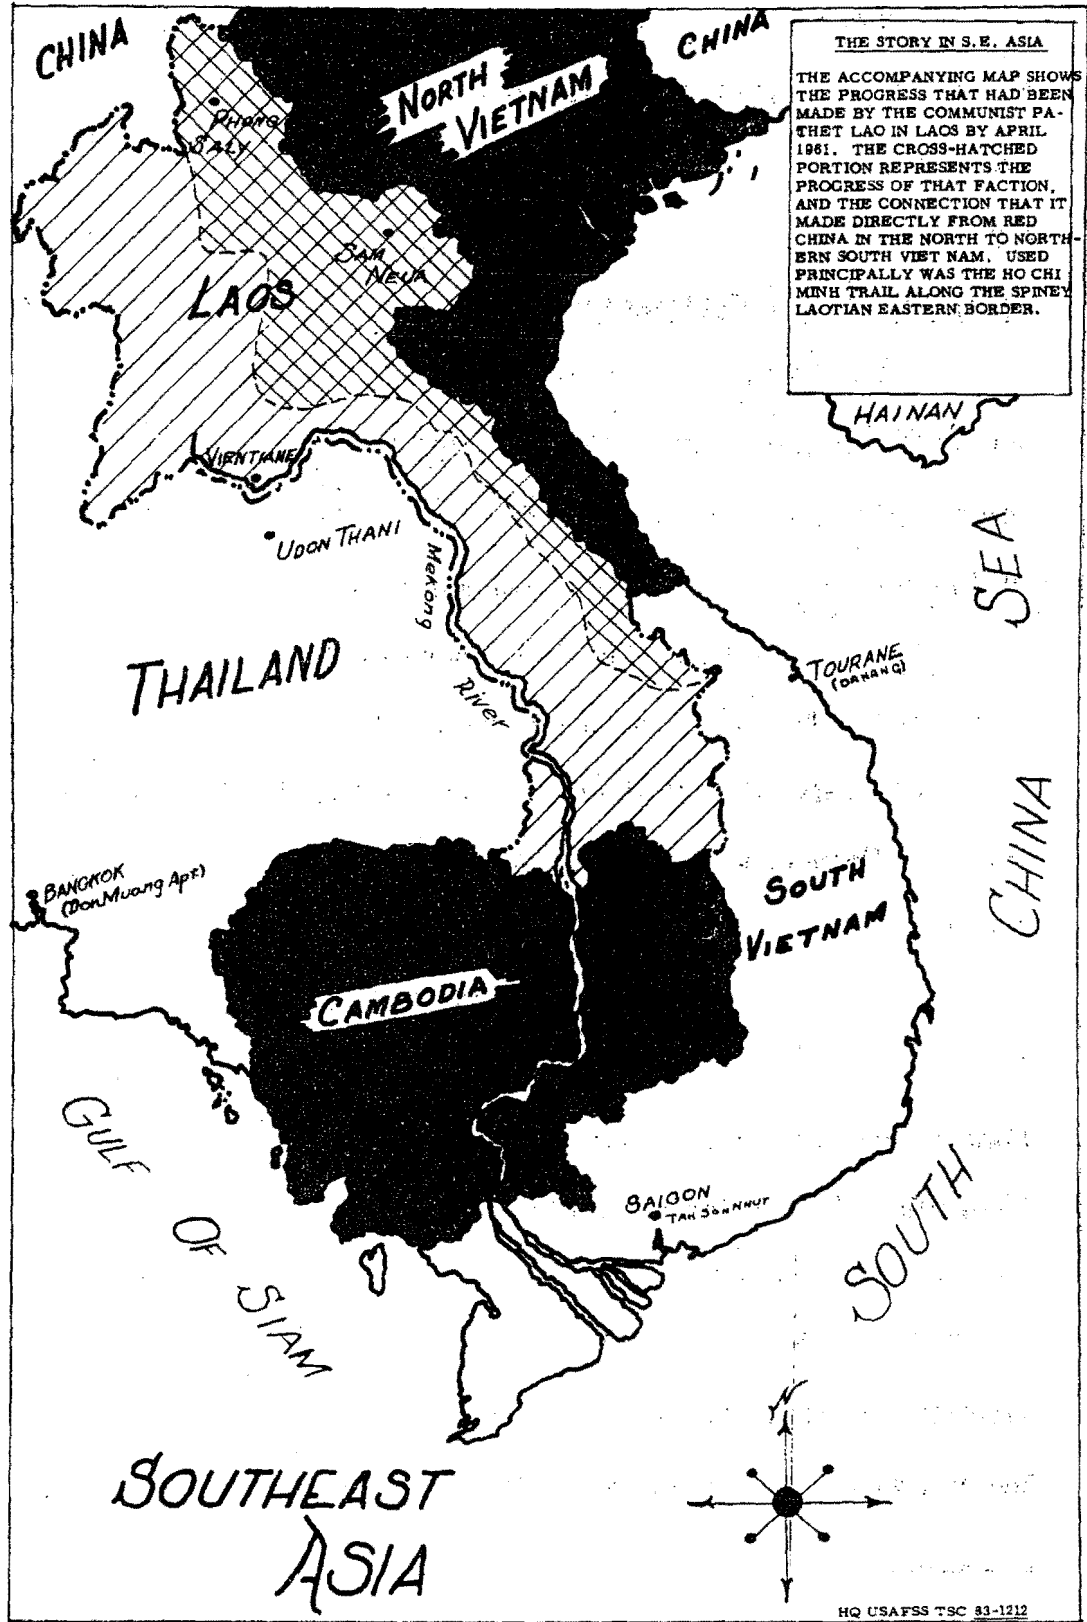 CHINA
NORTH
VIETNAM
CHINA
THE STORY IN S.E. ASIA
THE ACCOMPANYING MAP SHOWS
THE PROGRESS THAT HAD BEEN
MADE BY THE COMMUNIST PA-
THET LAO IN LAOS BY APRIL
1961. THE CROSS-HATCHED
PORTION REPRESENTS THE
PROGRESS OF THAT FACTION,
AND THE CONNECTION THAT IT
MADE DIRECTLY FROM RED
CHINA IN THE NORTH TO NORTH-
ERN SOUTH VIET NAM. USED
PRINCIPALLY WAS THE HO CHI
MINH TRAIL ALONG THE SPINEY
LAOTIAN EASTERN BORDER.
PHONG
SALY
SAM
NEUA
LAOS
HAINAN
VIENTIANE
UDON THANI
Mekong
River
THAILAND
TOURANE
(DANANG)
BANGKOK
(Don Muang Apt)
CAMBODIA
SOUTH
VIETNAM
SOUTH
CHINA
SEA
GULF
OF
SIAM
SAIGON
TAN SON NHUT
SOUTHEAST
ASIA
N
HQ USAFSS TSC 83-1212